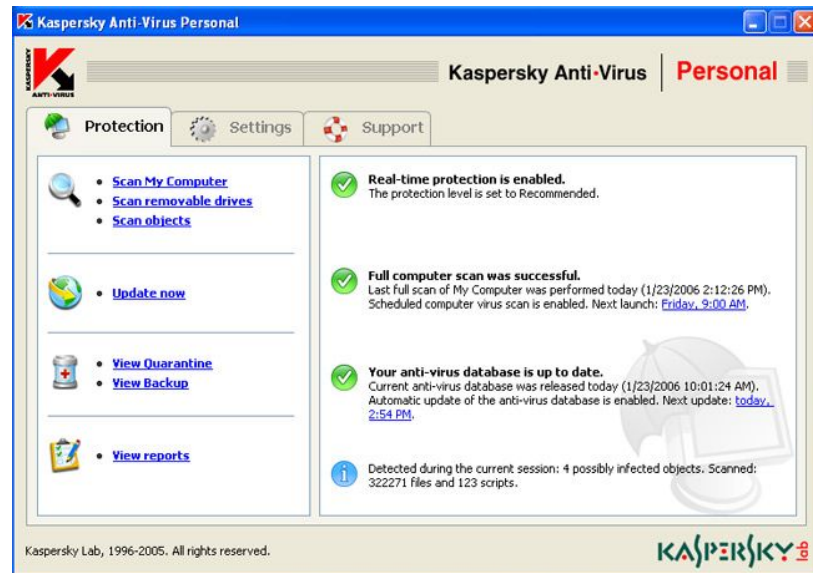 Kaspersky Anti-Virus Personal
KASPERSKY
ANTI-VIRUS
Kaspersky Anti•Virus Personal
Protection
Settings
Support
Scan My Computer
Scan removable drives
Scan objects
Update now
View Quarantine
View Backup
View reports
Real-time protection is enabled.
The protection level is set to Recommended.
Full computer scan was successful.
Last full scan of My Computer was performed today (1/23/2006 2:12:26 PM).
Scheduled computer virus scan is enabled. Next launch: Friday, 9:00 AM.
Your anti-virus database is up to date.
Current anti-virus database was released today (1/23/2006 10:01:24 AM).
Automatic update of the anti-virus database is enabled. Next update: today,
2:54 PM.
Detected during the current session: 4 possibly infected objects. Scanned:
322271 files and 123 scripts.
Kaspersky Lab, 1996-2005. All rights reserved.
KASPERSKY lab